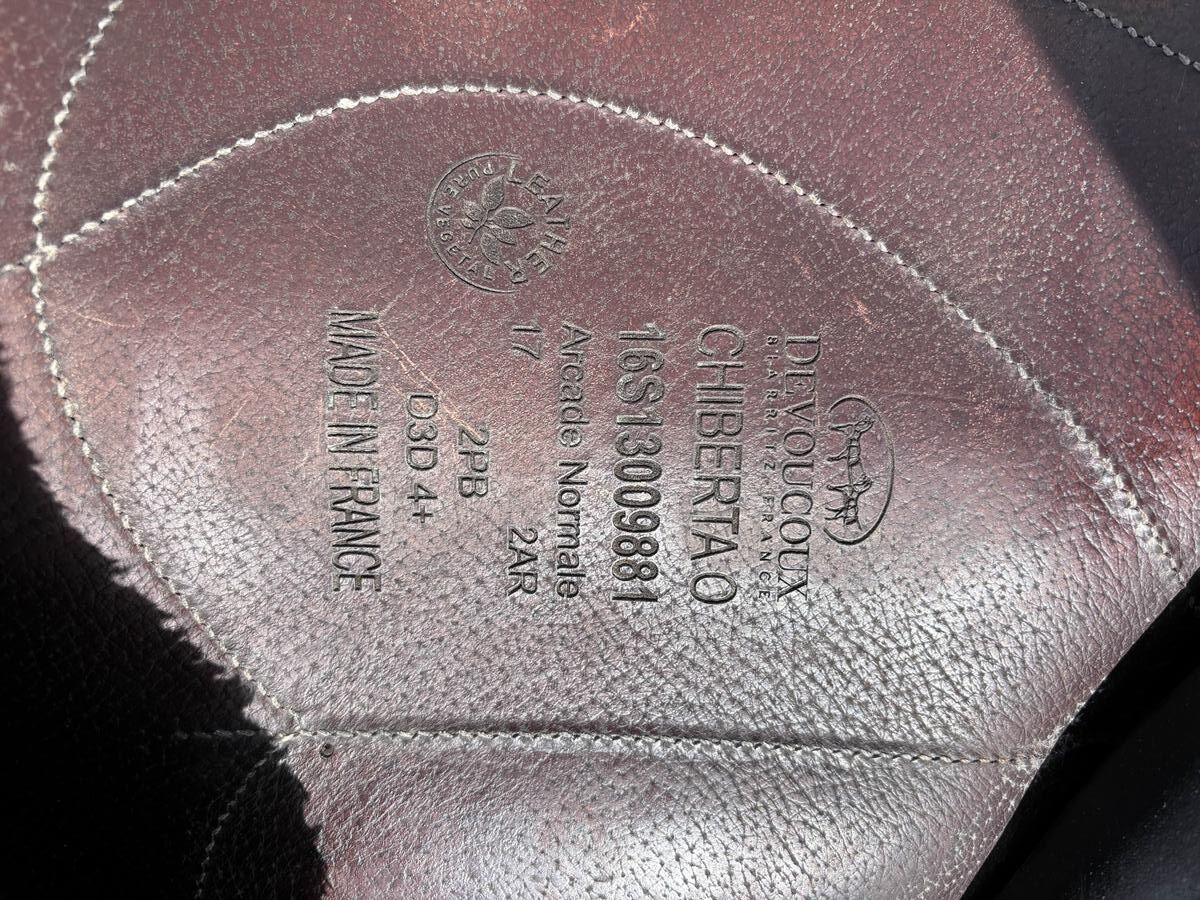 DEVOUCOUX
BIARRITZ FRANCE
CHIBERTA O
16S13009881
Arcade Normale
17 2AR
2PB
D3D 4+
MADE IN FRANCE
LEATHER
PURE VEGETAL